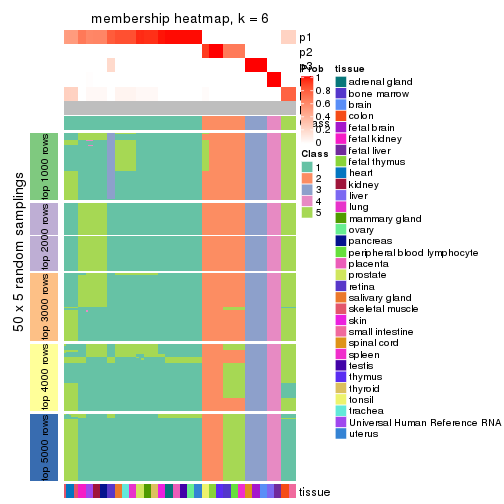 membership heatmap, k = 6
p1
p2
p3
Prob
1
0.8
0.6
0.4
0.2
0
Class
1
2
3
4
5
tissue
adrenal gland
bone marrow
brain
colon
fetal brain
fetal kidney
fetal liver
fetal thymus
heart
kidney
liver
lung
mammary gland
ovary
pancreas
peripheral blood lymphocyte
placenta
prostate
retina
salivary gland
skeletal muscle
skin
small intestine
spinal cord
spleen
testis
thymus
thyroid
tonsil
trachea
Universal Human Reference RNA
uterus
50 x 5 random samplings
top 1000 rows
top 2000 rows
top 3000 rows
top 4000 rows
top 5000 rows
tissue